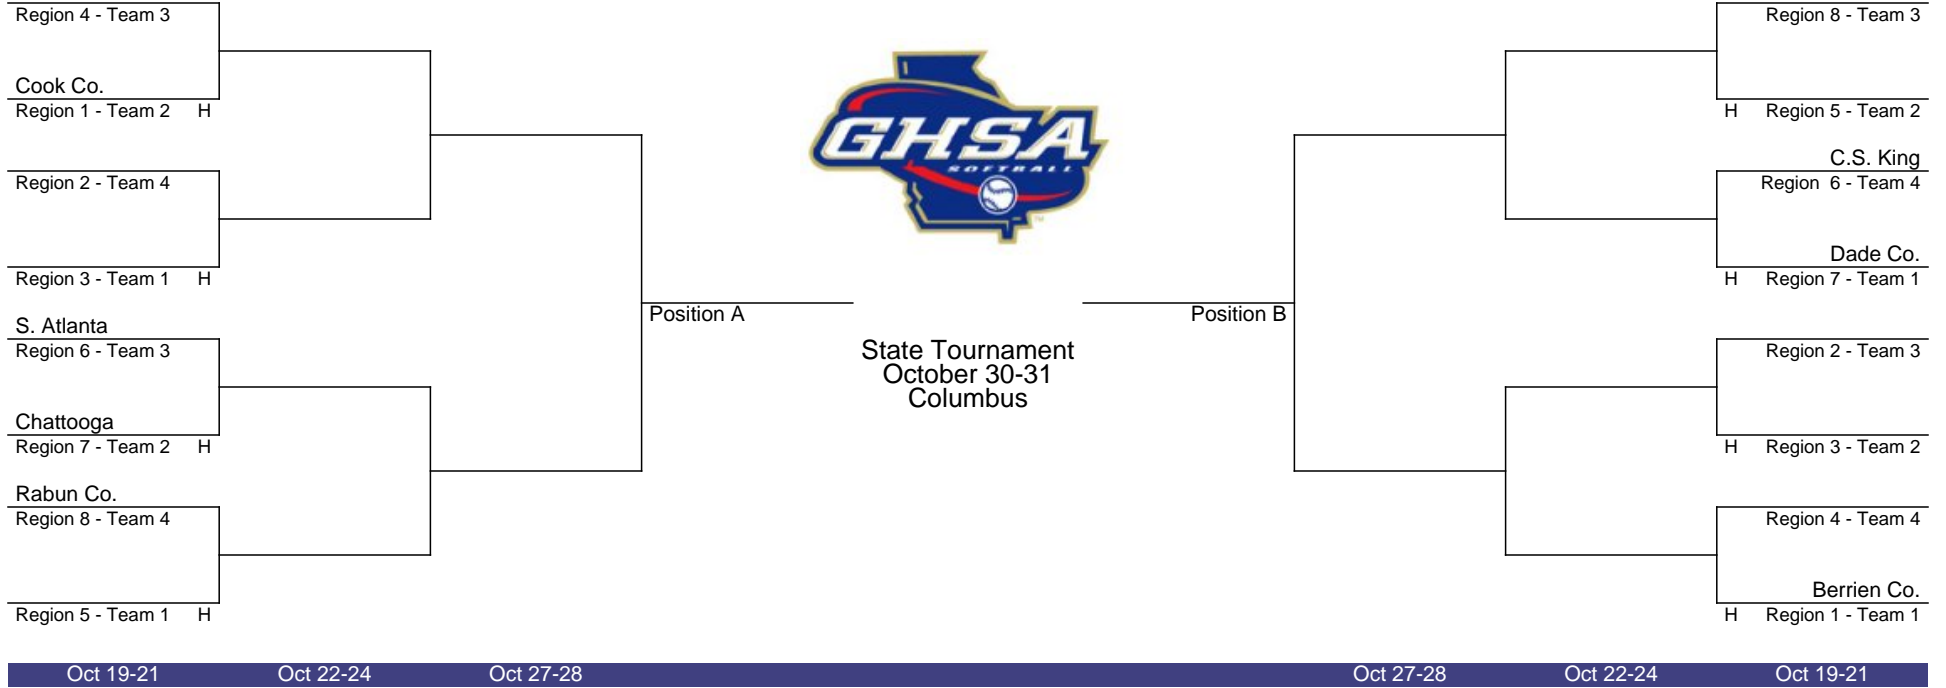 Region 4 - Team 3
Cook Co.
Region 1 - Team 2 H
Region 2 - Team 4
Region 3 - Team 1 H
S. Atlanta
Region 6 - Team 3
Chattooga
Region 7 - Team 2 H
Rabun Co.
Region 8 - Team 4
Region 5 - Team 1 H
Position A
GHSA
SOFTBALL
TM
State Tournament
October 30-31
Columbus
Position B
Region 8 - Team 3
H Region 5 - Team 2
C.S. King
Region 6 - Team 4
Dade Co.
H Region 7 - Team 1
Region 2 - Team 3
H Region 3 - Team 2
Region 4 - Team 4
Berrien Co.
H Region 1 - Team 1
Oct 19-21 Oct 22-24 Oct 27-28 Oct 27-28 Oct 22-24 Oct 19-21